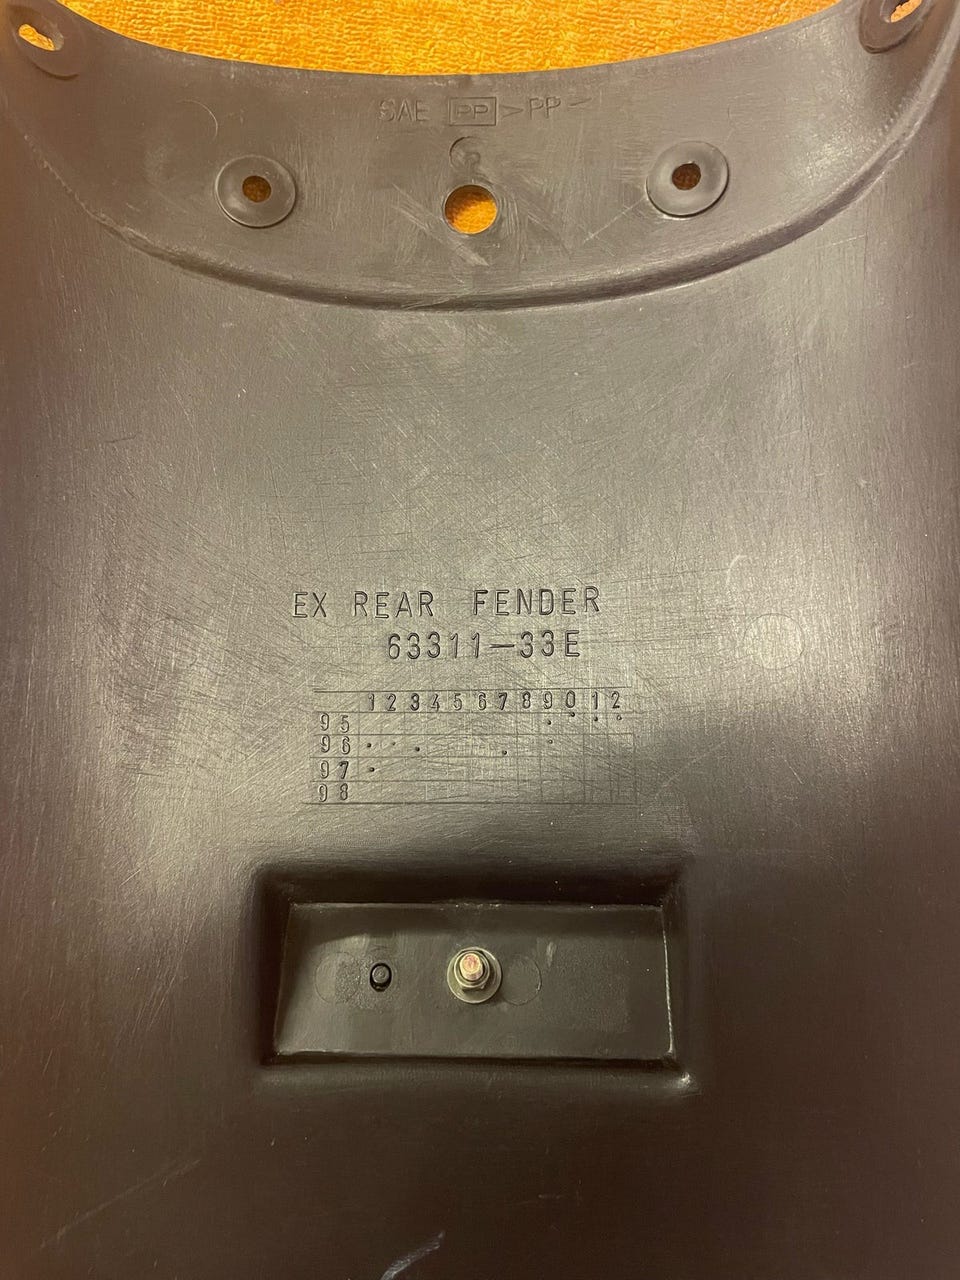 SAE PP >PP<
EX REAR FENDER
63311-33E
1 2 3 4 5 6 7 8 9 0 1 2
95
96
97
98